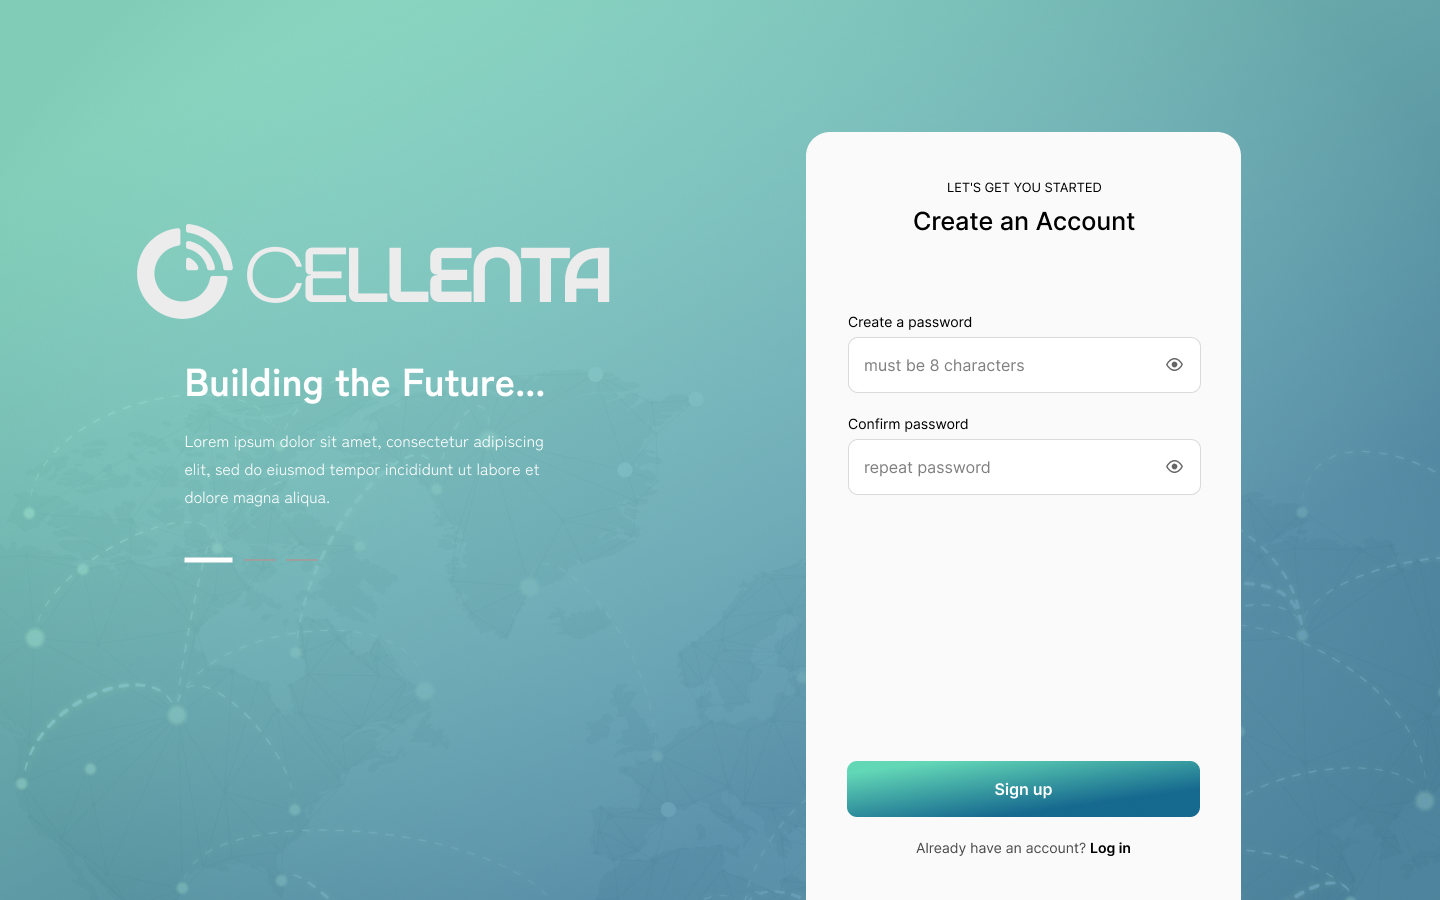 CELLENTA
Building the Future...
Lorem ipsum dolor sit amet, consectetur adipiscing
elit, sed do eiusmod tempor incididunt ut labore et
dolore magna aliqua.
LET'S GET YOU STARTED
Create an Account
Create a password
must be 8 characters
Confirm password
repeat password
Sign up
Already have an account? Log in